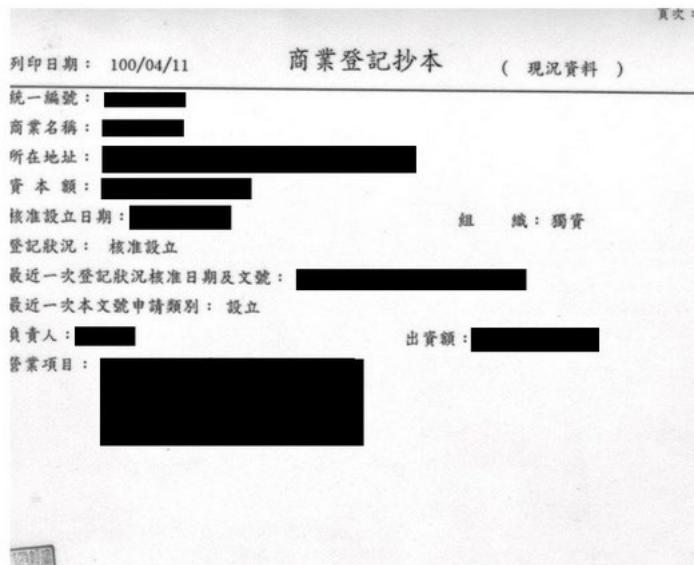 頁次：
列印日期： 100/04/11 商業登記抄本 （ 現況資料 ）
統一編號：
商業名稱：
所在地址：
資 本 額：
核准設立日期： 組 織：獨資
登記狀況： 核准設立
最近一次登記狀況核准日期及文號：
最近一次本文號申請類別： 設立
負責人： 出資額：
營業項目：